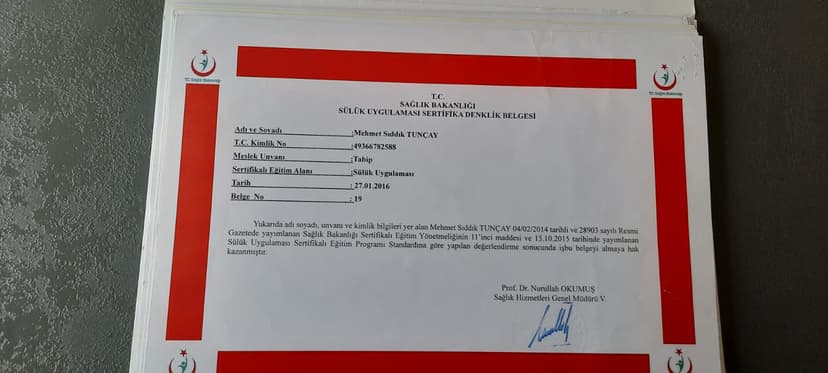 T.C. Sağlık Bakanlığı
T.C. Sağlık Bakanlığı
T.C.
SAĞLIK BAKANLIĞI
SÜLÜK UYGULAMASI SERTİFİKA DENKLİK BELGESİ
Adı ve Soyadı :Mehmet Sıddık TUNÇAY
T.C. Kimlik No :49366782588
Meslek Unvanı :Tabip
Sertifikalı Eğitim Alanı :Sülük Uygulaması
Tarih : 27.01.2016
Belge No : 19
Yukarıda adı soyadı, unvanı ve kimlik bilgileri yer alan Mehmet Sıddık TUNÇAY 04/02/2014 tarihli ve 28903 sayılı Resmi
Gazetede yayımlanan Sağlık Bakanlığı Sertifikalı Eğitim Yönetmeliğinin 11'inci maddesi ve 15.10.2015 tarihinde yayımlanan
Sülük Uygulaması Sertifikalı Eğitim Programı Standardına göre yapılan değerlendirme sonucunda işbu belgeyi almaya hak
kazanmıştır.
Prof. Dr. Nurullah OKUMUŞ
Sağlık Hizmetleri Genel Müdürü V.